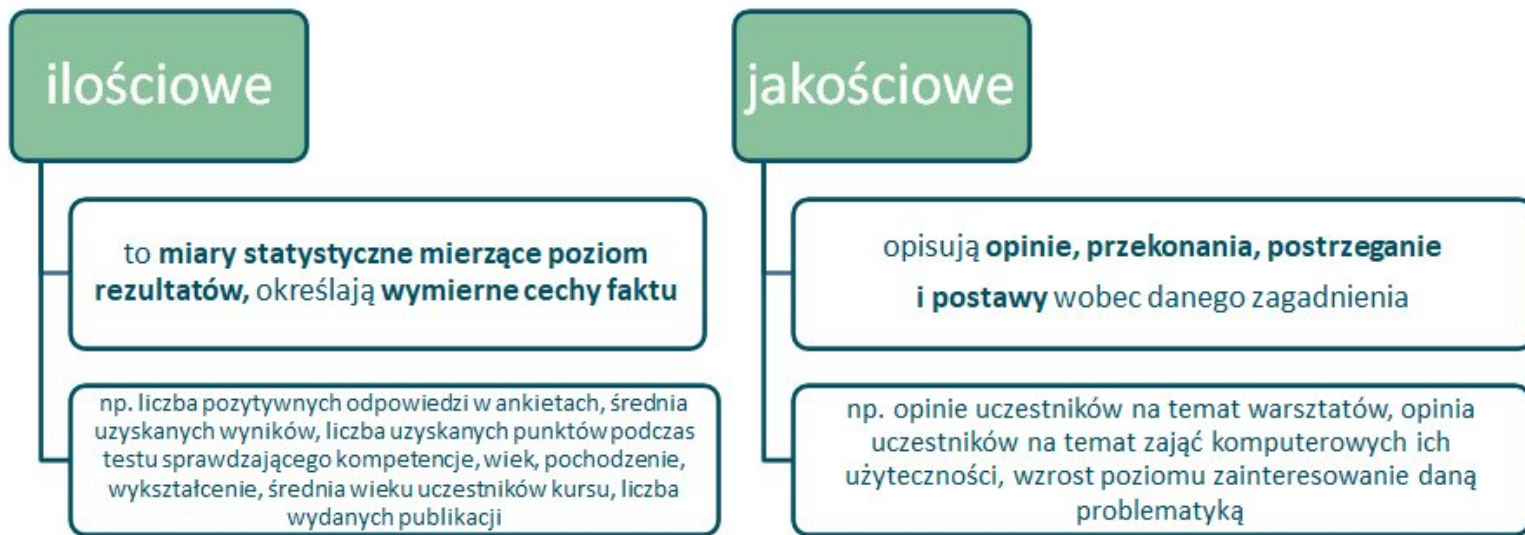 ilościowe
to miary statystyczne mierzące poziom
rezultatów, określają wymierne cechy faktu
np. liczba pozytywnych odpowiedzi w ankietach, średnia
uzyskanych wyników, liczba uzyskanych punktów podczas
testu sprawdzającego kompetencje, wiek, pochodzenie,
wykształcenie, średnia wieku uczestników kursu, liczba
wydanych publikacji
jakościowe
opisują opinie, przekonania, postrzeganie
i postawy wobec danego zagadnienia
np. opinie uczestników na temat warsztatów, opinia
uczestników na temat zająć komputerowych ich
użyteczności, wzrost poziomu zainteresowanie daną
problematyką